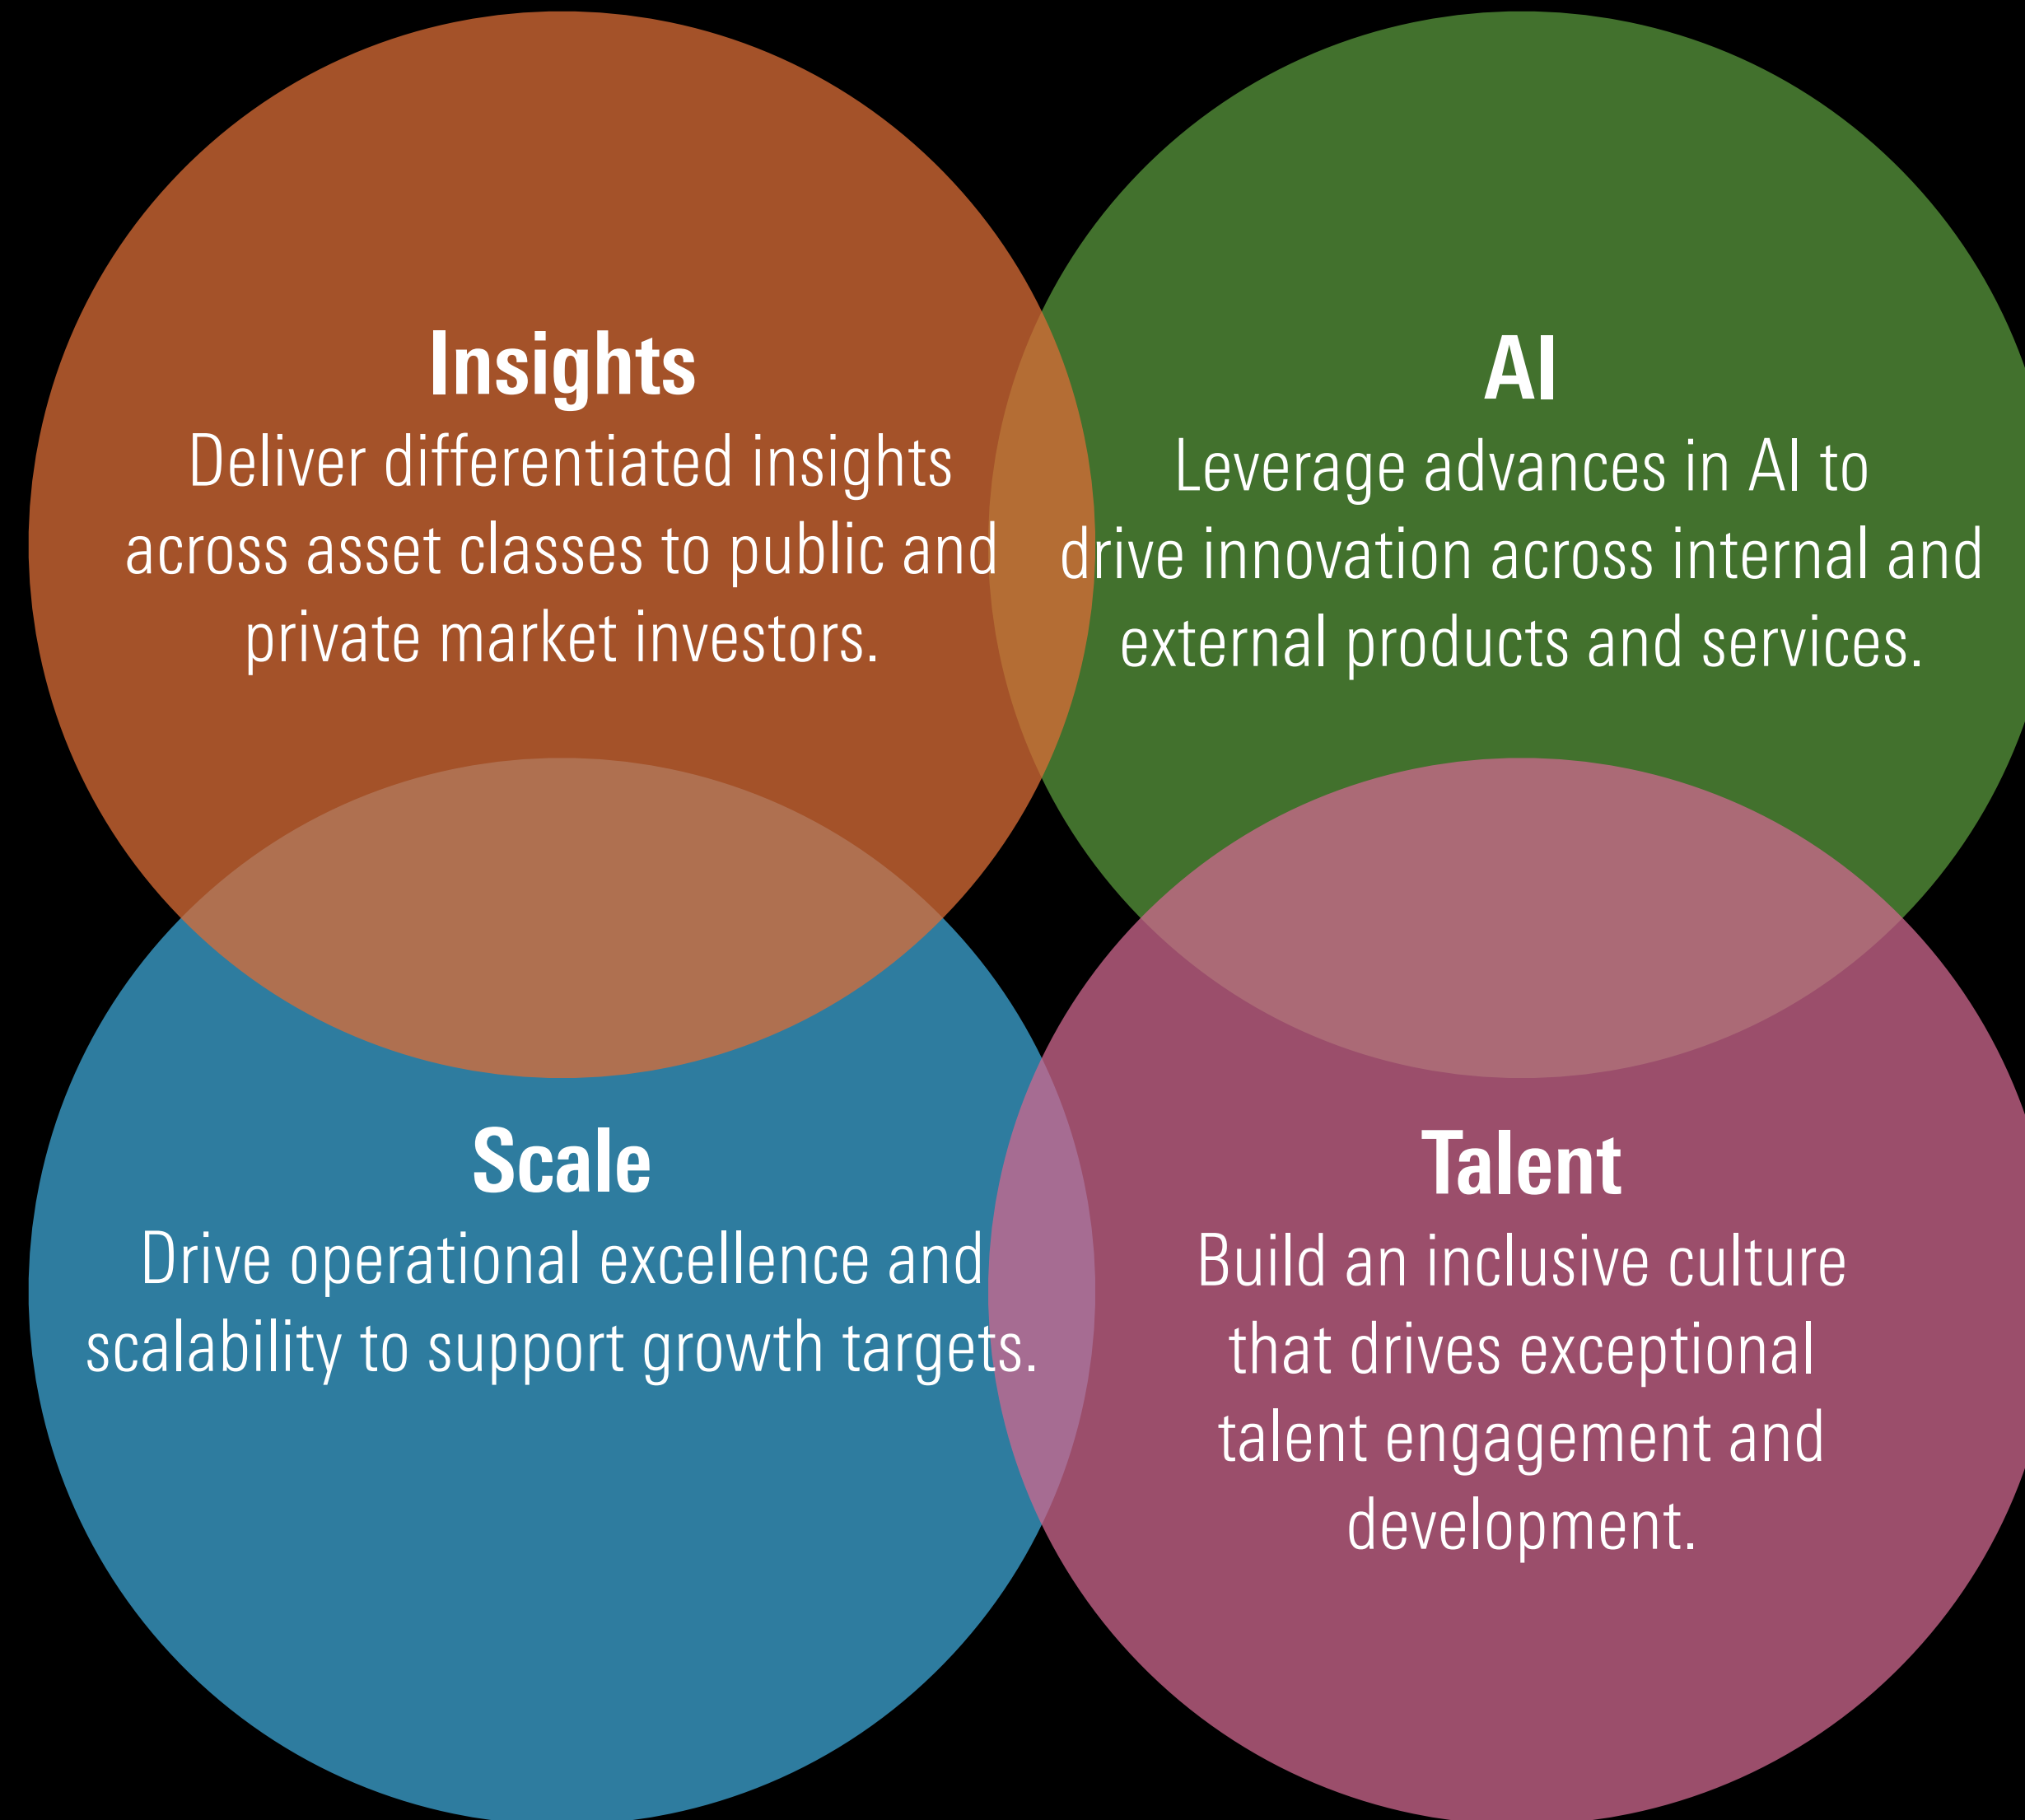 Insights
Deliver differentiated insights
across asset classes to public and
private market investors.
AI
Leverage advances in AI to
drive innovation across internal and
external products and services.
Scale
Drive operational excellence and
scalability to support growth targets.
Talent
Build an inclusive culture
that drives exceptional
talent engagement and
development.